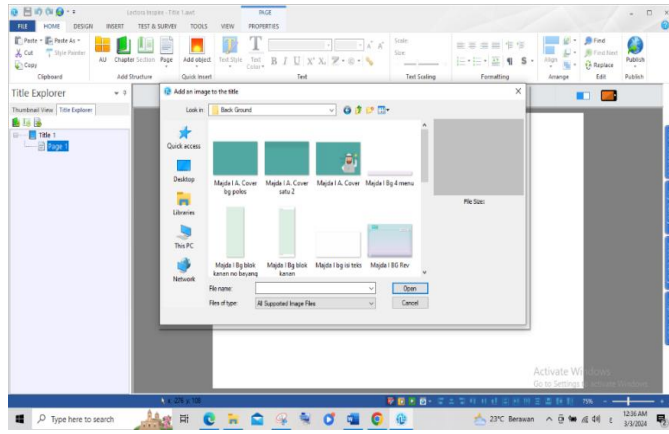 Lectora Inspire - Title 1.awt
PAGE
FILE HOME DESIGN INSERT TEST & SURVEY TOOLS VIEW PROPERTIES
Paste Paste As
Cut Style Painter
Copy
AU Chapter Section Page
Add object
Text Style Text Color
B I U X² X₂
Scale:
Size:
Align
Find
Find Next
Replace
Publish
Clipboard Add Structure Quick Insert Text Text Scaling Formatting Arrange Edit Publish
Title Explorer
Thumbnail View Title Explorer
Title 1
Page 1
Add an image to the title
Look in: Back Ground
Quick access
Desktop
Libraries
This PC
Network
Majda I A. Cover bg polos
Majda I A. Cover satu 2
Majda I A. Cover
Majda I Bg 4 menu
Majda I Bg blok kanan no beyang
Majda I Bg blok kanan
Majda I bg isi teks
Majda I BG Rev
File Size:
File name:
Open
Files of type: All Supported Image Files
Cancel
Activate Windows
Go to Settings to activate Windows.
75%
Type here to search
23°C Berawan
12:36 AM
3/3/2024